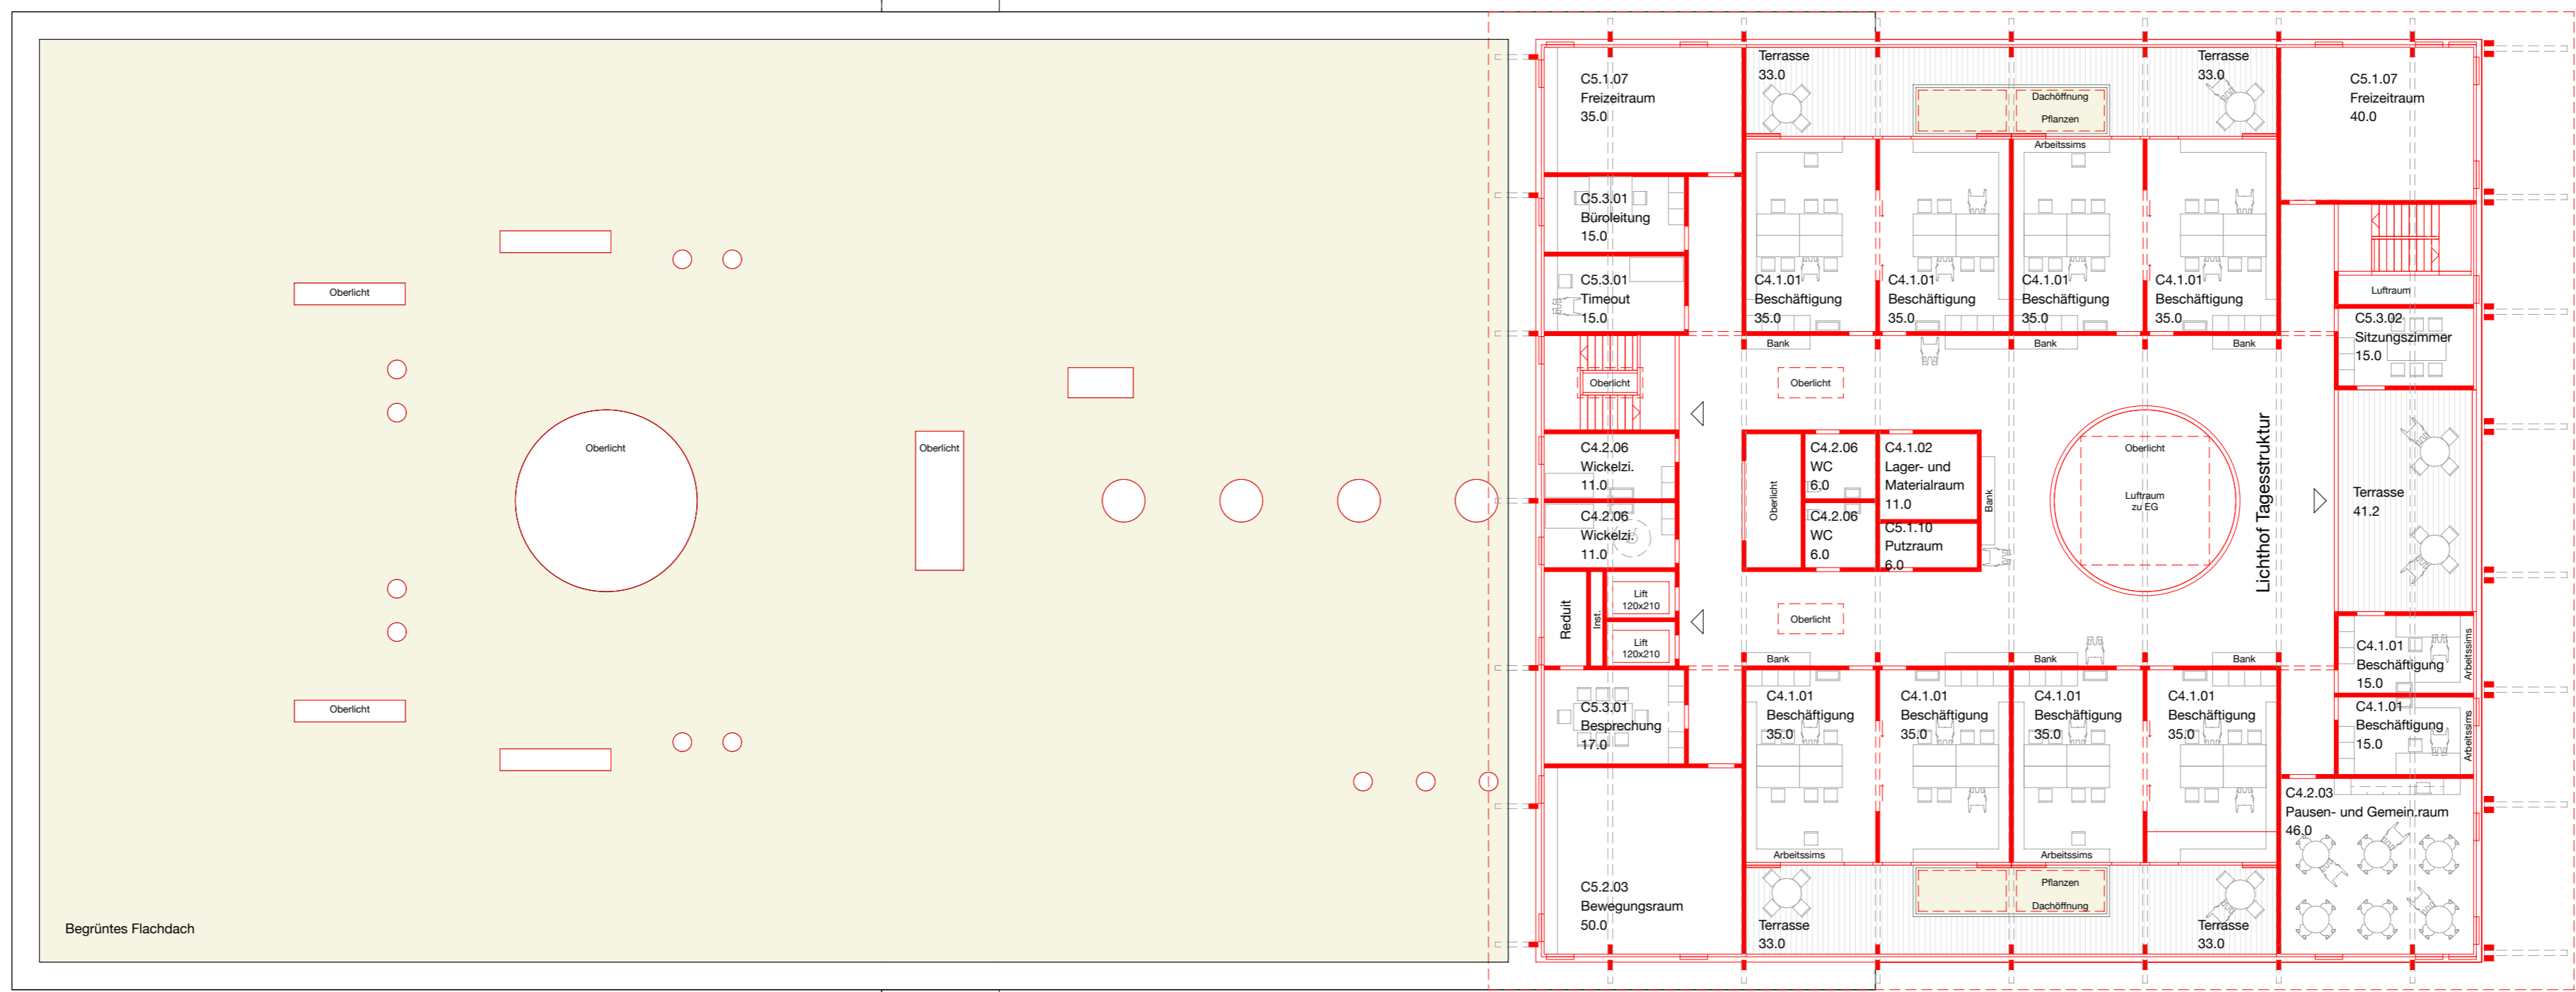 Oberlicht
Oberlicht
Oberlicht
Oberlicht
Begrüntes Flachdach
C5.1.07
Freizeitraum
35.0
C5.3.01
Büroleitung
15.0
C5.3.01
Timeout
15.0
Oberlicht
C4.2.06
Wickelzi.
11.0
C4.2.06
Wickelzi.
11.0
Reduit
Inst.
Lift
120x210
Lift
120x210
C5.3.01
Besprechung
17.0
C5.2.03
Bewegungsraum
50.0
Terrasse
33.0
Terrasse
33.0
Dachöffnung
Pflanzen
Arbeitssims
C4.1.01
Beschäftigung
35.0
C4.1.01
Beschäftigung
35.0
C4.1.01
Beschäftigung
35.0
C4.1.01
Beschäftigung
35.0
Bank
Bank
Bank
Oberlicht
Oberlicht
C4.2.06
WC
6.0
C4.2.06
WC
6.0
C4.1.02
Lager- und
Materialraum
11.0
C5.1.10
Putzraum
6.0
Bank
Oberlicht
Luftraum
zu EG
Lichthof Tagesstruktur
Oberlicht
Bank
Bank
Bank
C4.1.01
Beschäftigung
35.0
C4.1.01
Beschäftigung
35.0
C4.1.01
Beschäftigung
35.0
C4.1.01
Beschäftigung
35.0
Arbeitssims
Arbeitssims
Pflanzen
Dachöffnung
Terrasse
33.0
Terrasse
33.0
C5.1.07
Freizeitraum
40.0
Luftraum
C5.3.02
Sitzungszimmer
15.0
Terrasse
41.2
C4.1.01
Beschäftigung
15.0
Arbeitssims
C4.1.01
Beschäftigung
15.0
Arbeitssims
C4.2.03
Pausen- und Gemein.raum
46.0